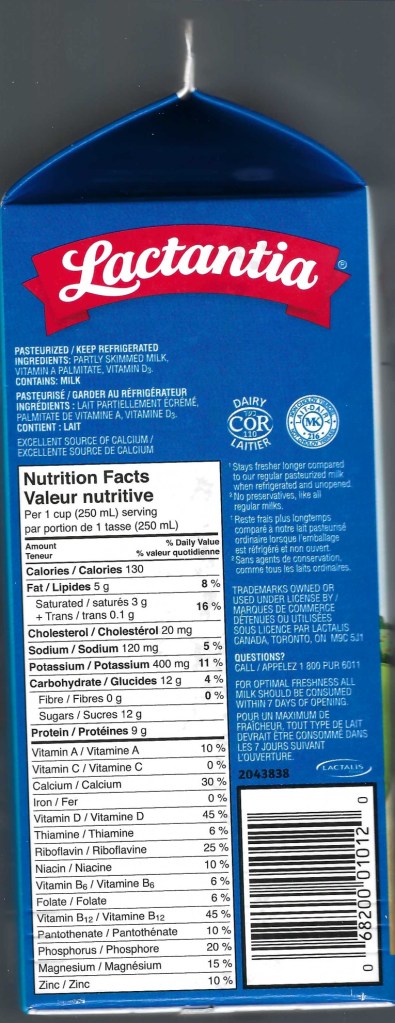 Lactantia®
PASTEURIZED / KEEP REFRIGERATED
INGREDIENTS: PARTLY SKIMMED MILK,
VITAMIN A PALMITATE, VITAMIN D3.
CONTAINS: MILK
PASTEURISÉ / GARDER AU RÉFRIGÉRATEUR
INGRÉDIENTS : LAIT PARTIELLEMENT ÉCRÉMÉ,
PALMITATE DE VITAMINE A, VITAMINE D3.
CONTIENT : LAIT
EXCELLENT SOURCE OF CALCIUM /
EXCELLENTE SOURCE DE CALCIUM
Nutrition Facts
Valeur nutritive
Per 1 cup (250 mL) serving
par portion de 1 tasse (250 mL)
Amount % Daily Value
Teneur % valeur quotidienne
Calories / Calories 130
Fat / Lipides 5 g 8 %
Saturated / saturés 3 g
+ Trans / trans 0.1 g 16 %
Cholesterol / Cholestérol 20 mg
Sodium / Sodium 120 mg 5 %
Potassium / Potassium 400 mg 11 %
Carbohydrate / Glucides 12 g 4 %
Fibre / Fibres 0 g 0 %
Sugars / Sucres 12 g
Protein / Protéines 9 g
Vitamin A / Vitamine A 10 %
Vitamin C / Vitamine C 0 %
Calcium / Calcium 30 %
Iron / Fer 0 %
Vitamin D / Vitamine D 45 %
Thiamine / Thiamine 6 %
Riboflavin / Riboflavine 25 %
Niacin / Niacine 10 %
Vitamin B6 / Vitamine B6 6 %
Folate / Folate 6 %
Vitamin B12 / Vitamine B12 45 %
Pantothenate / Pantothénate 10 %
Phosphorus / Phosphore 20 %
Magnesium / Magnésium 15 %
Zinc / Zinc 10 %
DAIRY
COR
110
LAITIER
MK
116
¹ Stays fresher longer compared
to our regular pasteurized milk
when refrigerated and unopened.
² No preservatives, like all
regular milks.
¹ Reste frais plus longtemps
comparé à notre lait pasteurisé
ordinaire lorsque l'emballage
est réfrigéré et non ouvert.
² Sans agents de conservation,
comme tous les laits ordinaires.
TRADEMARKS OWNED OR
USED UNDER LICENSE BY /
MARQUES DE COMMERCE
DÉTENUES OU UTILISÉES
SOUS LICENCE PAR LACTALIS
CANADA, TORONTO, ON M9C 5J1
QUESTIONS?
CALL / APPELEZ 1 800 PUR 6011
FOR OPTIMAL FRESHNESS ALL
MILK SHOULD BE CONSUMED
WITHIN 7 DAYS OF OPENING.
POUR UN MAXIMUM DE
FRAÎCHEUR, TOUT TYPE DE LAIT
DEVRAIT ÊTRE CONSOMMÉ DANS
LES 7 JOURS SUIVANT
L'OUVERTURE.
LACTALIS
2043838
0 68200 01012 0